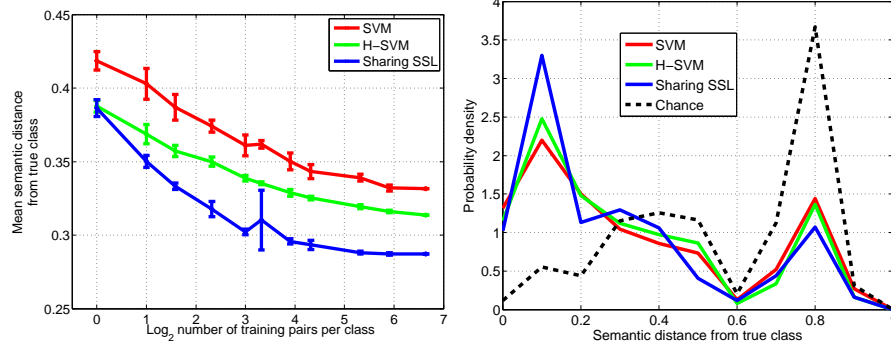 0.45
0.4
0.35
0.3
0.25
Mean semantic distance
from true class
0 1 2 3 4 5 6 7
Log2 number of training pairs per class
SVM
H−SVM
Sharing SSL
4
3.5
3
2.5
2
1.5
1
0.5
0
Probability density
0 0.2 0.4 0.6 0.8 1
Semantic distance from true class
SVM
H−SVM
Sharing SSL
Chance